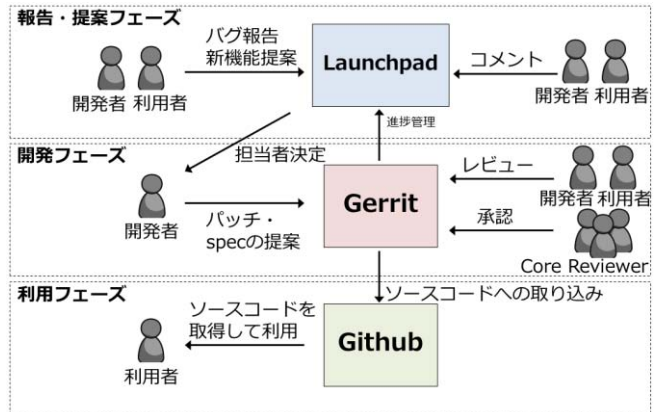 報告・提案フェーズ
バグ報告
新機能提案
Launchpad
コメント
開発者 利用者
開発者 利用者
進捗管理
開発フェーズ
担当者決定
レビュー
Gerrit
開発者 利用者
開発者
パッチ・
specの提案
承認
Core Reviewer
利用フェーズ
ソースコードへの取り込み
ソースコードを
取得して利用
Github
利用者